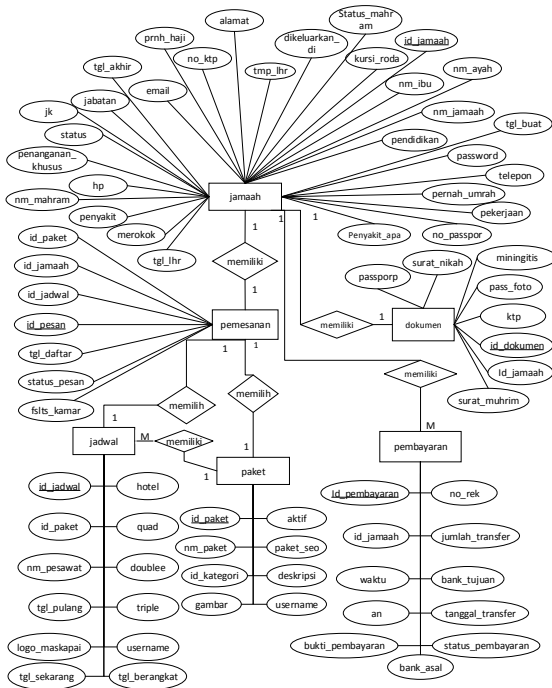 alamat
Status_mahr
am
prnh_haji
dikeluarkan_
di
id_jamaah
no_ktp
kursi_roda
tgl_akhir
tmp_lhr
nm_ayah
email
nm_ibu
jabatan
jk
nm_jamaah
tgl_buat
status
pendidikan
password
penanganan_
khusus
telepon
hp
jamaah
pernah_umrah
nm_mahram
pekerjaan
penyakit
merokok
Penyakit_apa
no_passpor
1
1
1
1
tgl_lhr
id_paket
memiliki
surat_nikah
miningitis
id_jamaah
passporp
pass_foto
id_jadwal
1
ktp
id_pesan
pemesanan
memiliki
1
dokumen
id_dokumen
tgl_daftar
1
1
Id_jamaah
status_pesan
memiliki
surat_muhrim
fslts_kamar
memilih
memilih
1
M
jadwal
M
memiliki
1
1
paket
pembayaran
id_jadwal
hotel
Id_pembayaran
no_rek
id_paket
quad
id_paket
aktif
id_jamaah
jumlah_transfer
nm_pesawat
doublee
nm_paket
paket_seo
waktu
bank_tujuan
id_kategori
deskripsi
tgl_pulang
triple
gambar
username
an
tanggal_transfer
logo_maskapai
username
bukti_pembayaran
status_pembayaran
tgl_sekarang
tgl_berangkat
bank_asal